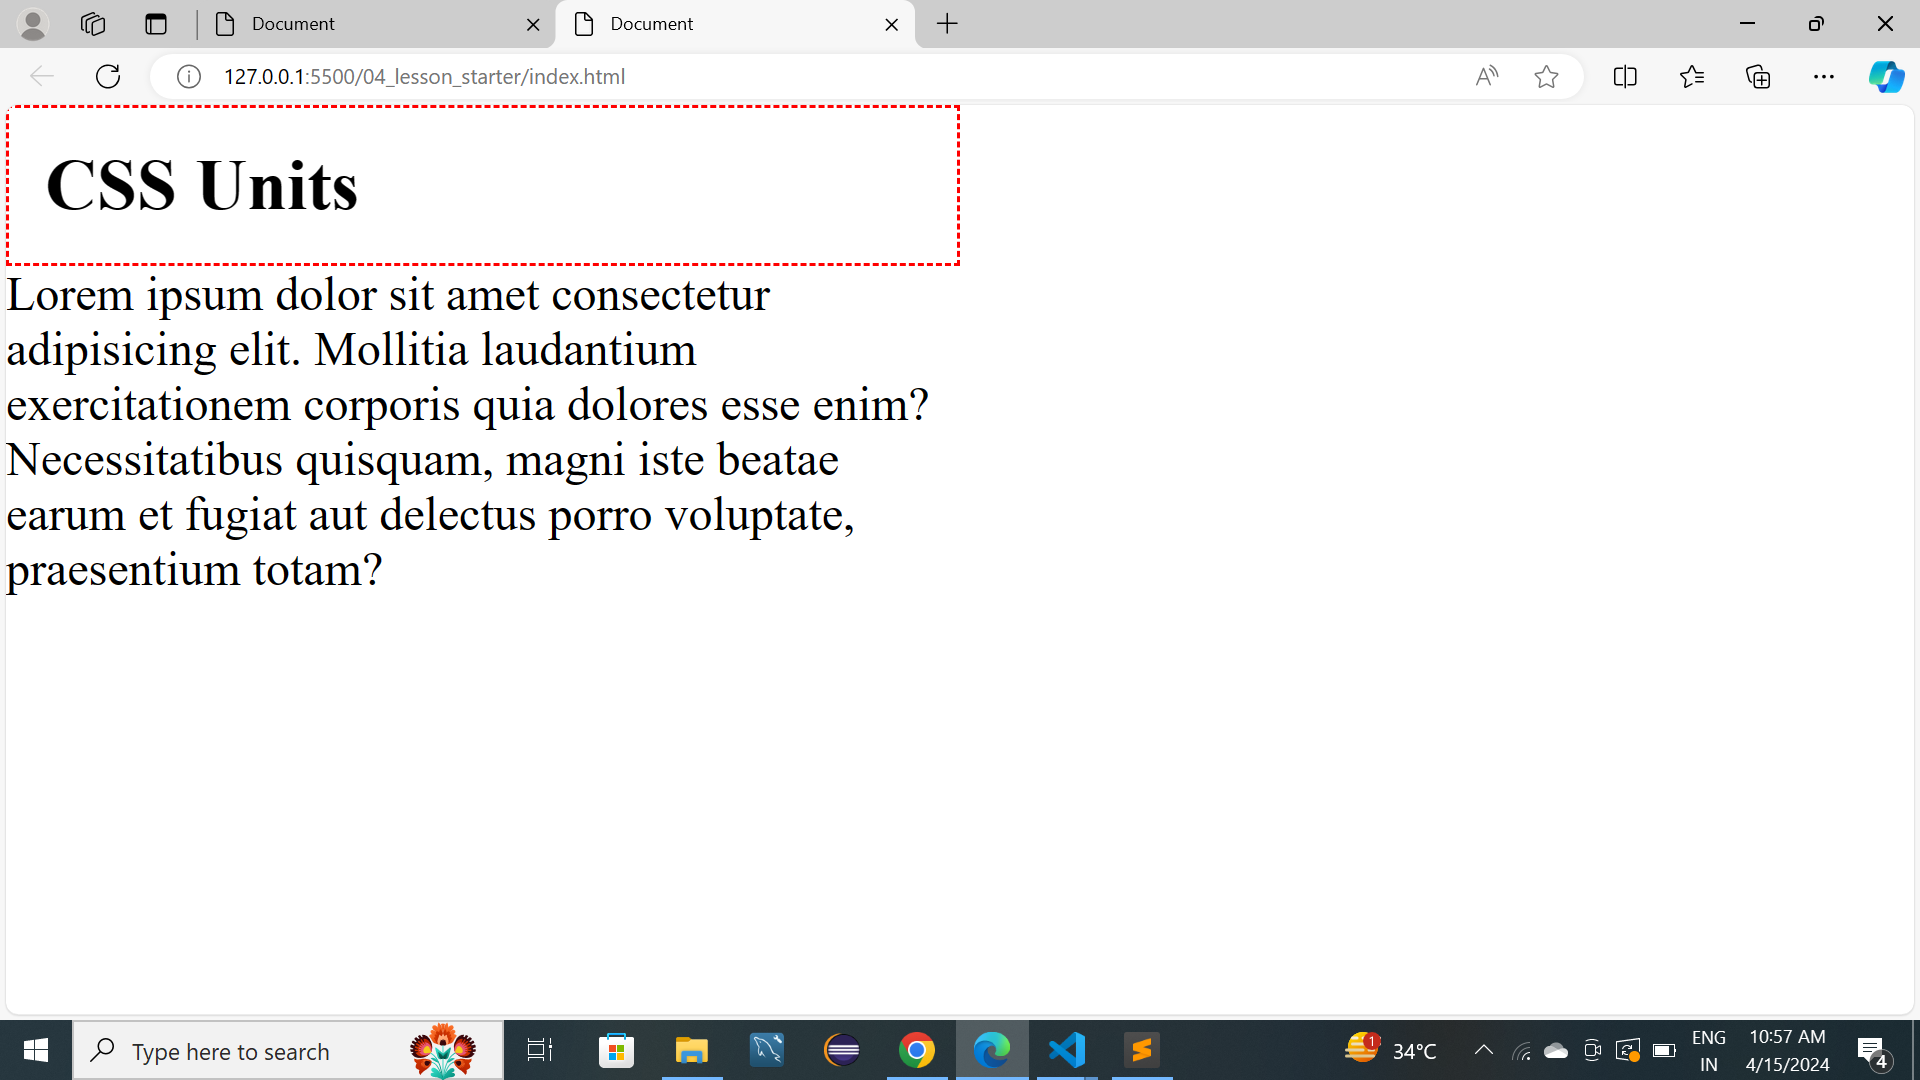 Document
Document
127.0.0.1:5500/04_lesson_starter/index.html
CSS Units
Lorem ipsum dolor sit amet consectetur
adipisicing elit. Mollitia laudantium
exercitationem corporis quia dolores esse enim?
Necessitatibus quisquam, magni iste beatae
earum et fugiat aut delectus porro voluptate,
praesentium totam?
Type here to search
1
34°C
ENG
IN
10:57 AM
4/15/2024
4